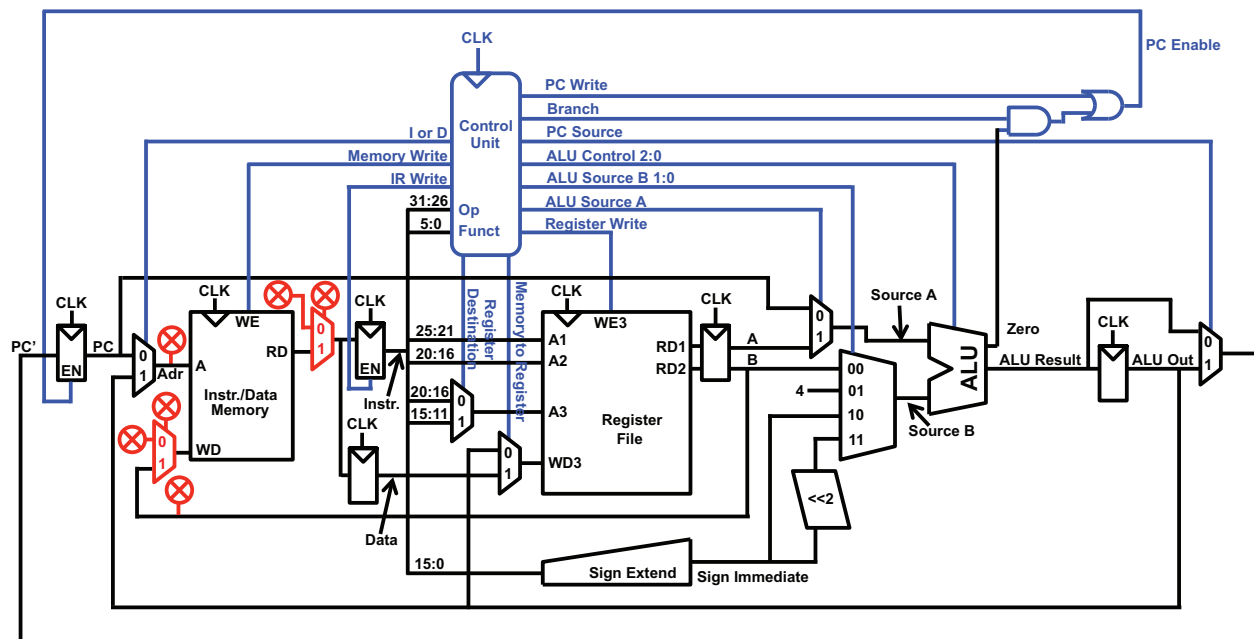 PC Enable
CLK
PC Write
Branch
Control
Unit
I or D
PC Source
Memory Write
ALU Control 2:0
IR Write
ALU Source B 1:0
31:26
Op
ALU Source A
5:0
Funct
Register Write
CLK
CLK
CLK
CLK
CLK
Register
Destination
Memory to Register
Source A
WE
WE3
0
1
0
1
PC'
PC
EN
0
1
A
Adr
RD
EN
Instr.
25:21
A1
20:16
A2
RD1
A
RD2
B
00
01
10
11
4
ALU
Zero
ALU Result
CLK
ALU Out
0
1
Instr./Data
Memory
20:16
15:11
0
1
A3
Register
File
Source B
0
1
WD
CLK
0
1
WD3
<<2
Data
15:0
Sign Extend
Sign Immediate